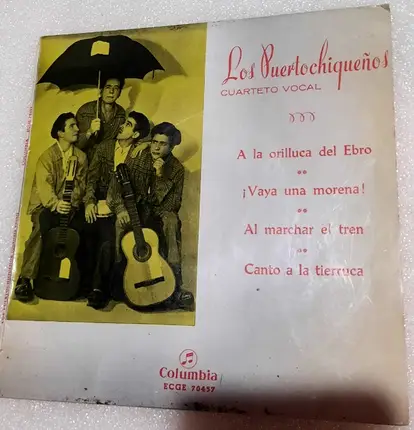 Los Puertochiqueños
CUARTETO VOCAL
A la orilluca del Ebro
¡Vaya una morena!
Al marchar el tren
Canto a la tierruca
Columbia
ECGE 70457